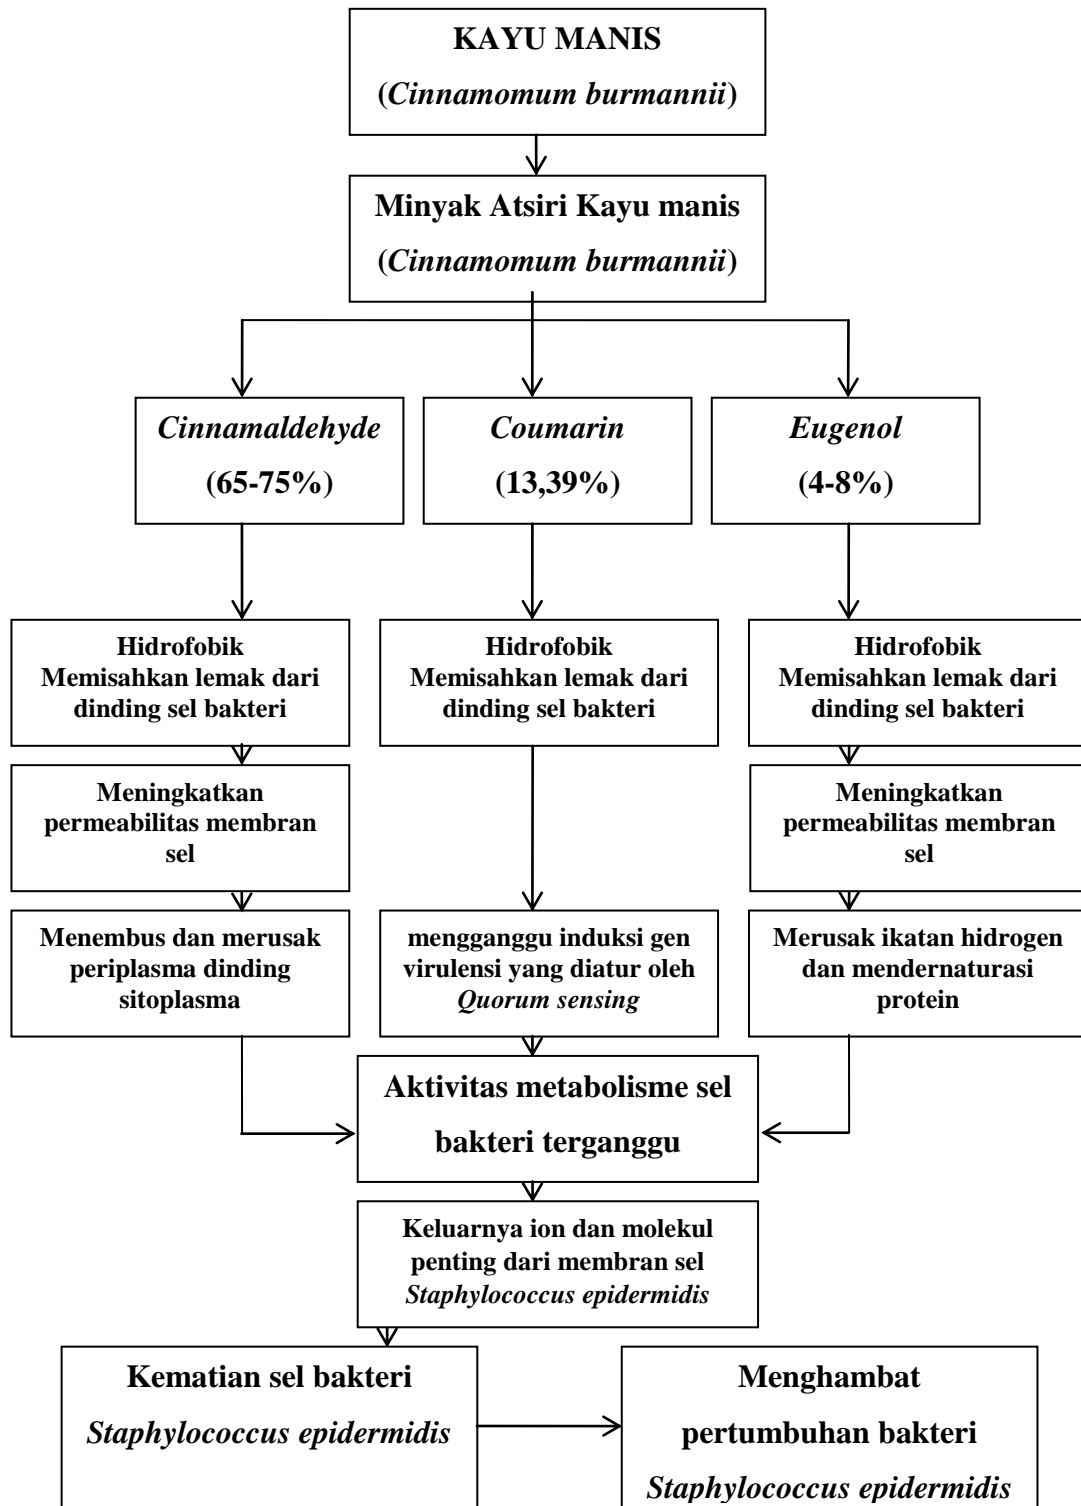 KAYU MANIS
(Cinnamomum burmannii)
Minyak Atsiri Kayu manis
(Cinnamomum burmannii)
Cinnamaldehyde
(65-75%)
Coumarin
(13,39%)
Eugenol
(4-8%)
Hidrofobik
Memisahkan lemak dari
dinding sel bakteri
Hidrofobik
Memisahkan lemak dari
dinding sel bakteri
Hidrofobik
Memisahkan lemak dari
dinding sel bakteri
Meningkatkan
permeabilitas membran
sel
Meningkatkan
permeabilitas membran
sel
Menembus dan merusak
periplasma dinding
sitoplasma
mengganggu induksi gen
virulensi yang diatur oleh
Quorum sensing
Merusak ikatan hidrogen
dan mendernaturasi
protein
Aktivitas metabolisme sel
bakteri terganggu
Keluarnya ion dan molekul
penting dari membran sel
Staphylococcus epidermidis
Kematian sel bakteri
Staphylococcus epidermidis
Menghambat
pertumbuhan bakteri
Staphylococcus epidermidis